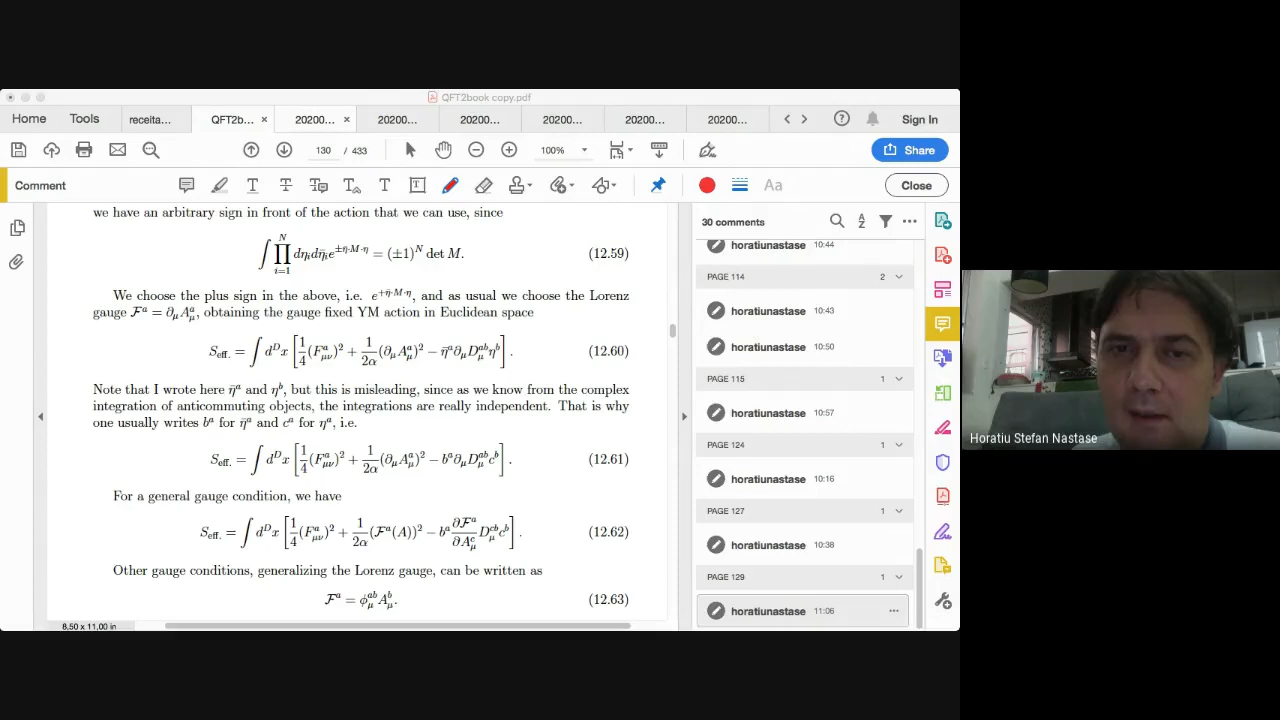 QFT2book copy.pdf
Home Tools receita... QFT2b... × 20200... × 20200... 20200... 20200... 20200... 20200... Sign In
130 / 433 100% Share
Comment Close
we have an arbitrary sign in front of the action that we can use, since
∫ ∏_{i=1}^{N} dη_i dη̄_i e^{±η̄·M·η} = (±1)^N det M. (12.59)
We choose the plus sign in the above, i.e. e^{+η̄·M·η}, and as usual we choose the Lorenz
gauge ℱ^a = ∂_μ A^a_μ, obtaining the gauge fixed YM action in Euclidean space
S_eff. = ∫ d^D x [ 1/4 (F^a_{μν})² + 1/2α (∂_μ A^a_μ)² − η̄^a ∂_μ D^{ab}_μ η^b ] . (12.60)
Note that I wrote here η̄^a and η^b, but this is misleading, since as we know from the complex
integration of anticommuting objects, the integrations are really independent. That is why
one usually writes b^a for η̄^a and c^a for η^a, i.e.
S_eff. = ∫ d^D x [ 1/4 (F^a_{μν})² + 1/2α (∂_μ A^a_μ)² − b^a ∂_μ D^{ab}_μ c^b ] . (12.61)
For a general gauge condition, we have
S_eff. = ∫ d^D x [ 1/4 (F^a_{μν})² + 1/2α (ℱ^a(A))² − b^a ∂ℱ^a/∂A^c_μ D^{cb}_μ c^b ] . (12.62)
Other gauge conditions, generalizing the Lorenz gauge, can be written as
ℱ^a = φ^{ab}_μ A^b_μ. (12.63)
8,50 x 11,00 in
30 comments
horatiunastase 10:44
PAGE 114 2
horatiunastase 10:43
horatiunastase 10:50
PAGE 115 1
horatiunastase 10:57
PAGE 124 1
horatiunastase 10:16
PAGE 127 1
horatiunastase 10:38
PAGE 129 1
horatiunastase 11:06
Horatiu Stefan Nastase